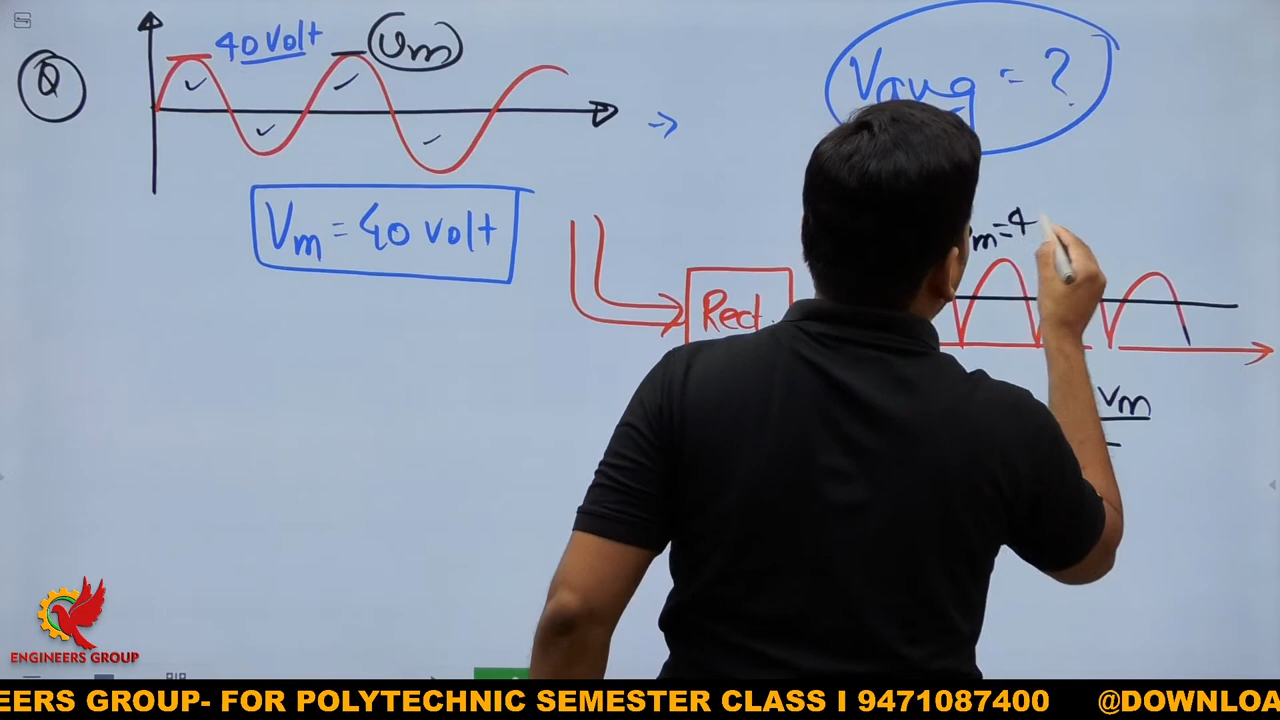 Q
40 Volt
Vm
Vavg = ?
Vm = 40 volt
m=4
Rect.
Vm
ENGINEERS GROUP
EERS GROUP- FOR POLYTECHNIC SEMESTER CLASS I 9471087400 @DOWNLOA